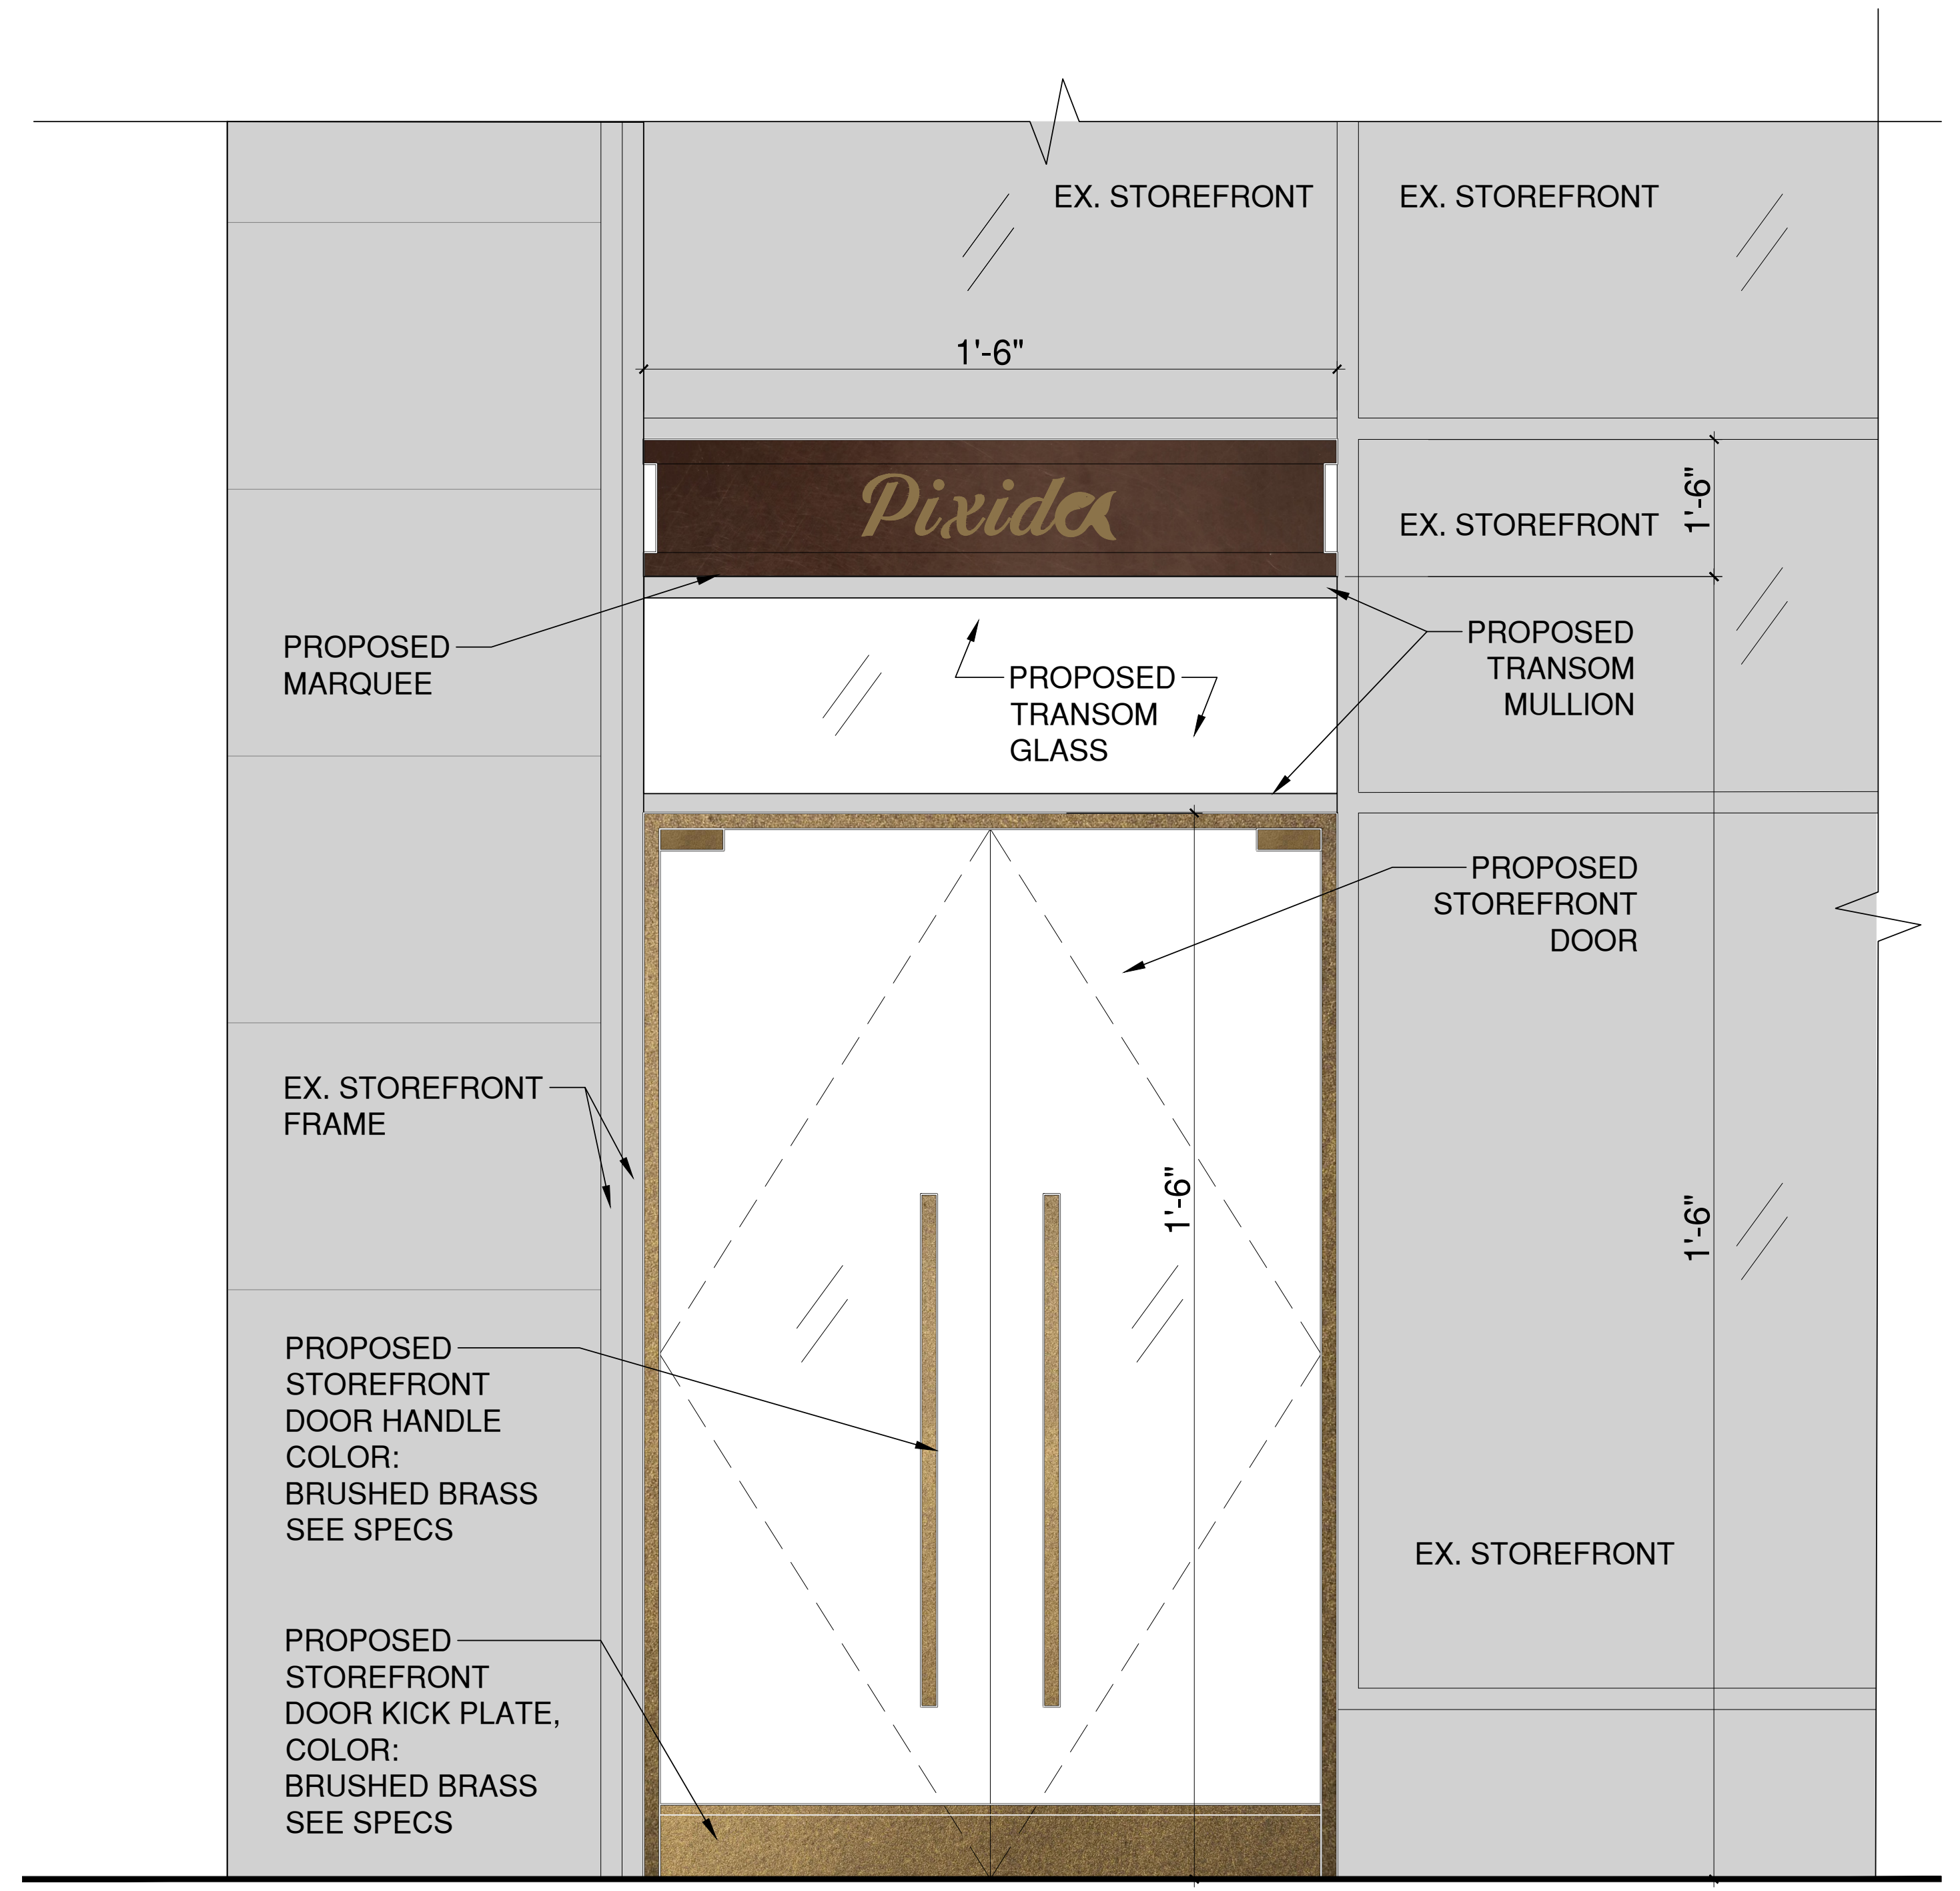 EX. STOREFRONT
EX. STOREFRONT
1'-6"
Pixida
EX. STOREFRONT
1'-6"
PROPOSED
MARQUEE
PROPOSED
TRANSOM
GLASS
PROPOSED
TRANSOM
MULLION
PROPOSED
STOREFRONT
DOOR
EX. STOREFRONT
FRAME
1'-6"
1'-6"
PROPOSED
STOREFRONT
DOOR HANDLE
COLOR:
BRUSHED BRASS
SEE SPECS
EX. STOREFRONT
PROPOSED
STOREFRONT
DOOR KICK PLATE,
COLOR:
BRUSHED BRASS
SEE SPECS